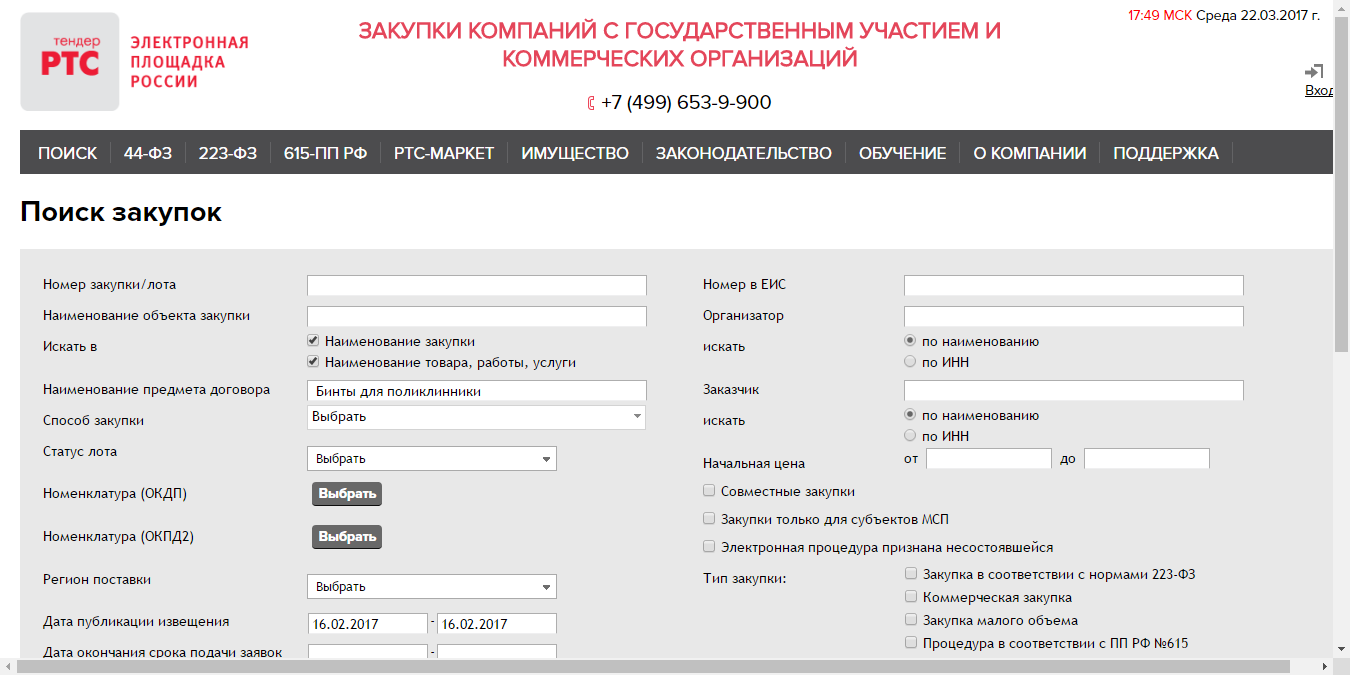 тендер
РТС
ЭЛЕКТРОННАЯ
ПЛОЩАДКА
РОССИИ
ЗАКУПКИ КОМПАНИЙ С ГОСУДАРСТВЕННЫМ УЧАСТИЕМ И
КОММЕРЧЕСКИХ ОРГАНИЗАЦИЙ
+7 (499) 653-9-900
17:49 МСК Среда 22.03.2017 г.
Вход
ПОИСК 44-ФЗ 223-ФЗ 615-ПП РФ РТС-МАРКЕТ ИМУЩЕСТВО ЗАКОНОДАТЕЛЬСТВО ОБУЧЕНИЕ О КОМПАНИИ ПОДДЕРЖКА
Поиск закупок
Номер закупки/лота
Наименование объекта закупки
Искать в
Наименование закупки
Наименование товара, работы, услуги
Наименование предмета договора
Бинты для поликлинники
Способ закупки
Выбрать
Статус лота
Выбрать
Номенклатура (ОКДП)
Выбрать
Номенклатура (ОКПД2)
Выбрать
Регион поставки
Выбрать
Дата публикации извещения
16.02.2017 - 16.02.2017
Дата окончания срока подачи заявок
-
Номер в ЕИС
Организатор
искать
по наименованию
по ИНН
Заказчик
искать
по наименованию
по ИНН
Начальная цена
от до
Совместные закупки
Закупки только для субъектов МСП
Электронная процедура признана несостоявшейся
Тип закупки:
Закупка в соответствии с нормами 223-ФЗ
Коммерческая закупка
Закупка малого объема
Процедура в соответствии с ПП РФ №615